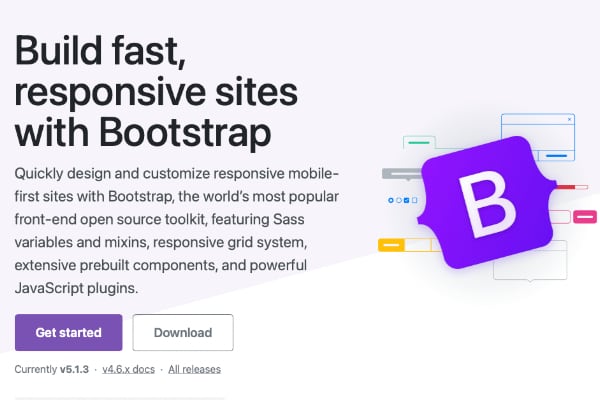 Build fast,
responsive sites
with Bootstrap
Quickly design and customize responsive mobile-
first sites with Bootstrap, the world's most popular
front-end open source toolkit, featuring Sass
variables and mixins, responsive grid system,
extensive prebuilt components, and powerful
JavaScript plugins.
B
Get started Download
Currently v5.1.3 · v4.6.x docs · All releases